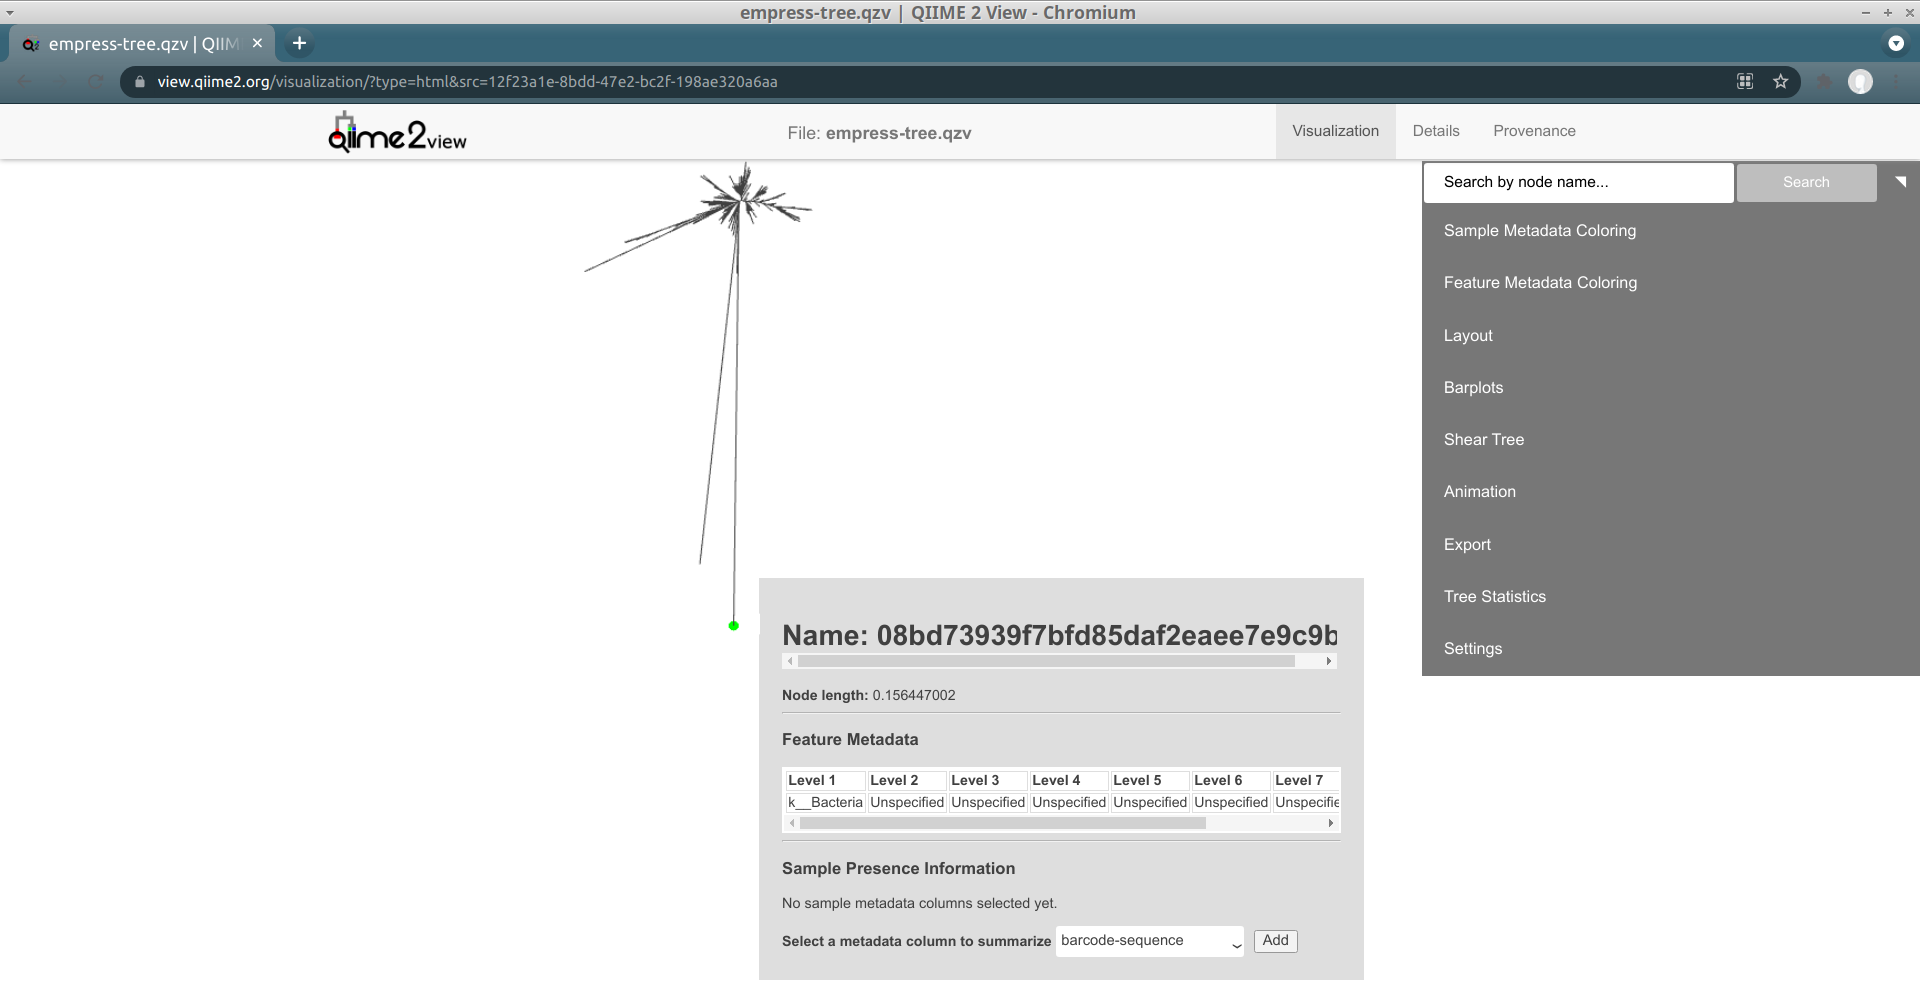 empress-tree.qzv | QIIME 2 View - Chromium
empress-tree.qzv | QIIM
view.qiime2.org/visualization/?type=html&src=12f23a1e-8bdd-47e2-bc2f-198ae320a6aa
qiime2view
File: empress-tree.qzv
Visualization
Details
Provenance
Search by node name...
Search
Sample Metadata Coloring
Feature Metadata Coloring
Layout
Barplots
Shear Tree
Animation
Export
Tree Statistics
Settings
Name: 08bd73939f7bfd85daf2eaee7e9c9b
Node length: 0.156447002
Feature Metadata
Level 1 Level 2 Level 3 Level 4 Level 5 Level 6 Level 7
k__Bacteria Unspecified Unspecified Unspecified Unspecified Unspecified Unspecifie
Sample Presence Information
No sample metadata columns selected yet.
Select a metadata column to summarize barcode-sequence Add